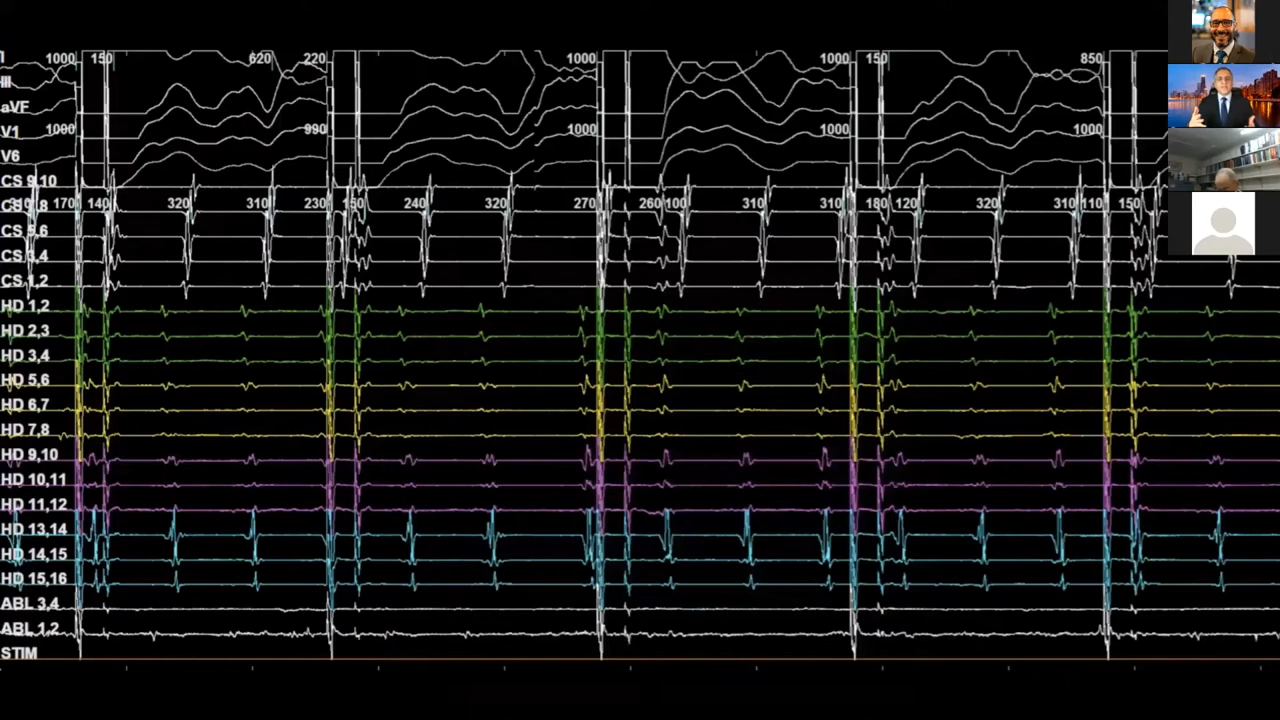 I 1000 150 620 220 1000 1000 150 850
III
aVF
V1 1000 990 1000 1000 1000
V6
CS 9,10
170 140 320 310 230 150 240 320 270 260 100 310 310 180 120 320 310 110 150
CS 5,6
CS 3,4
CS 1,2
HD 1,2
HD 2,3
HD 3,4
HD 5,6
HD 6,7
HD 7,8
HD 9,10
HD 10,11
HD 11,12
HD 13,14
HD 14,15
HD 15,16
ABL 3,4
ABL 1,2
STIM